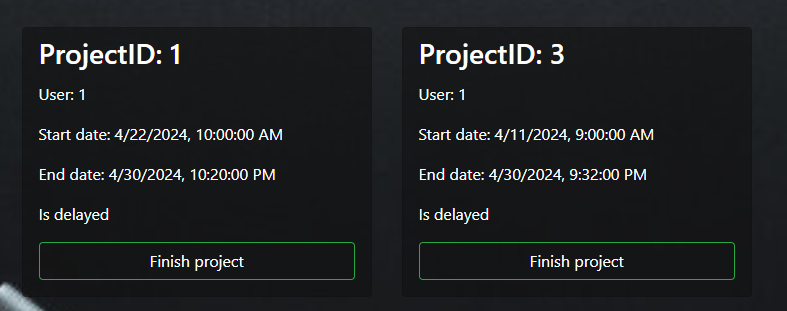 ProjectID: 1
User: 1
Start date: 4/22/2024, 10:00:00 AM
End date: 4/30/2024, 10:20:00 PM
Is delayed
Finish project
ProjectID: 3
User: 1
Start date: 4/11/2024, 9:00:00 AM
End date: 4/30/2024, 9:32:00 PM
Is delayed
Finish project